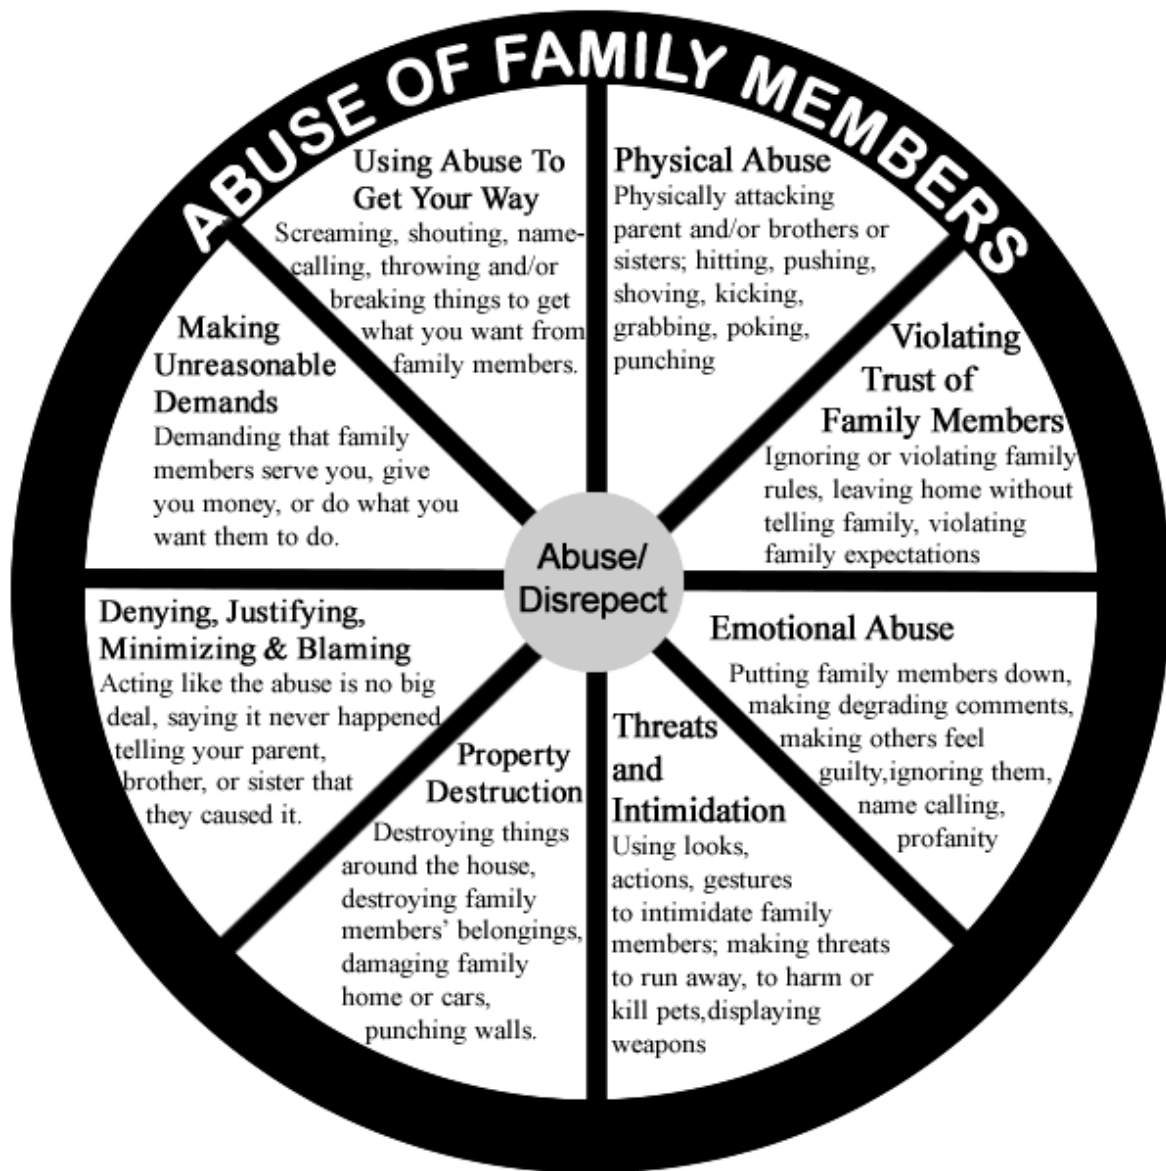 ABUSE OF FAMILY MEMBERS
Using Abuse To
Get Your Way
Screaming, shouting, name-
calling, throwing and/or
breaking things to get
what you want from
family members.
Physical Abuse
Physically attacking
parent and/or brothers or
sisters; hitting, pushing,
shoving, kicking,
grabbing, poking,
punching
Violating
Trust of
Family Members
Ignoring or violating family
rules, leaving home without
telling family, violating
family expectations
Emotional Abuse
Putting family members down,
making degrading comments,
making others feel
guilty,ignoring them,
name calling,
profanity
Threats
and
Intimidation
Using looks,
actions, gestures
to intimidate family
members; making threats
to run away, to harm or
kill pets,displaying
weapons
Property
Destruction
Destroying things
around the house,
destroying family
members’ belongings,
damaging family
home or cars,
punching walls.
Denying, Justifying,
Minimizing & Blaming
Acting like the abuse is no big
deal, saying it never happened
telling your parent,
brother, or sister that
they caused it.
Making
Unreasonable
Demands
Demanding that family
members serve you, give
you money, or do what you
want them to do.
Abuse/
Disrepect